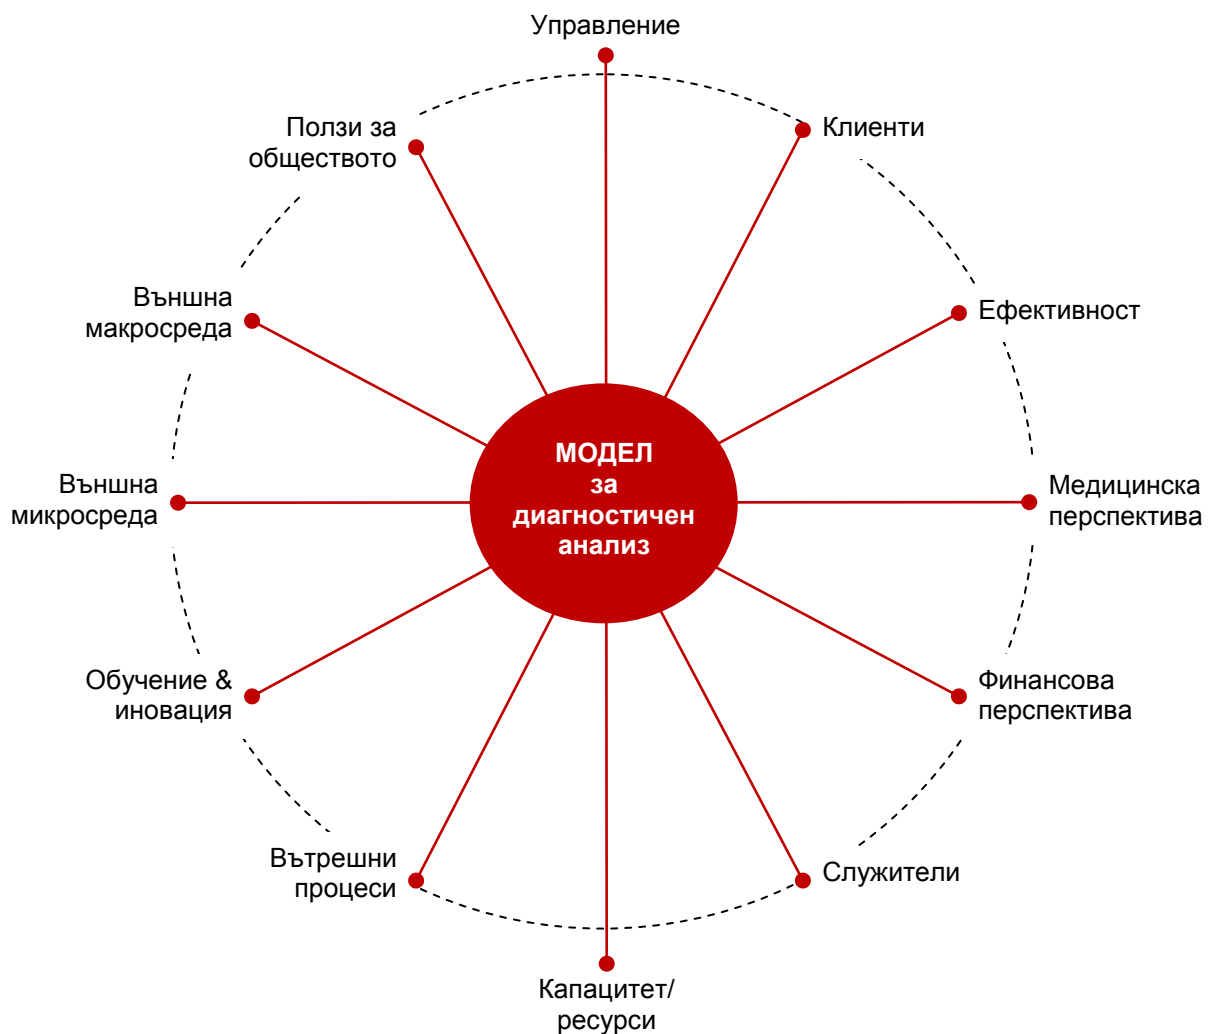 Управление
Клиенти
Ползи за
обществото
Ефективност
Външна
макросреда
МОДЕЛ
за
диагностичен
анализ
Външна
микросреда
Медицинска
перспектива
Обучение &
иновация
Финансова
перспектива
Вътрешни
процеси
Служители
Капацитет/
ресурси